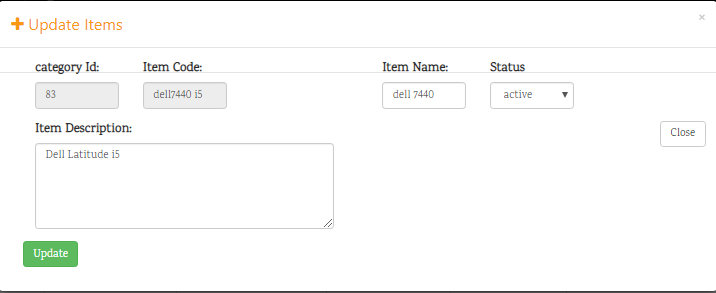 Update Items
×
category Id: Item Code: Item Name: Status
83 dell7440 i5 dell 7440 active
Item Description:
Close
Dell Latitude i5
Update